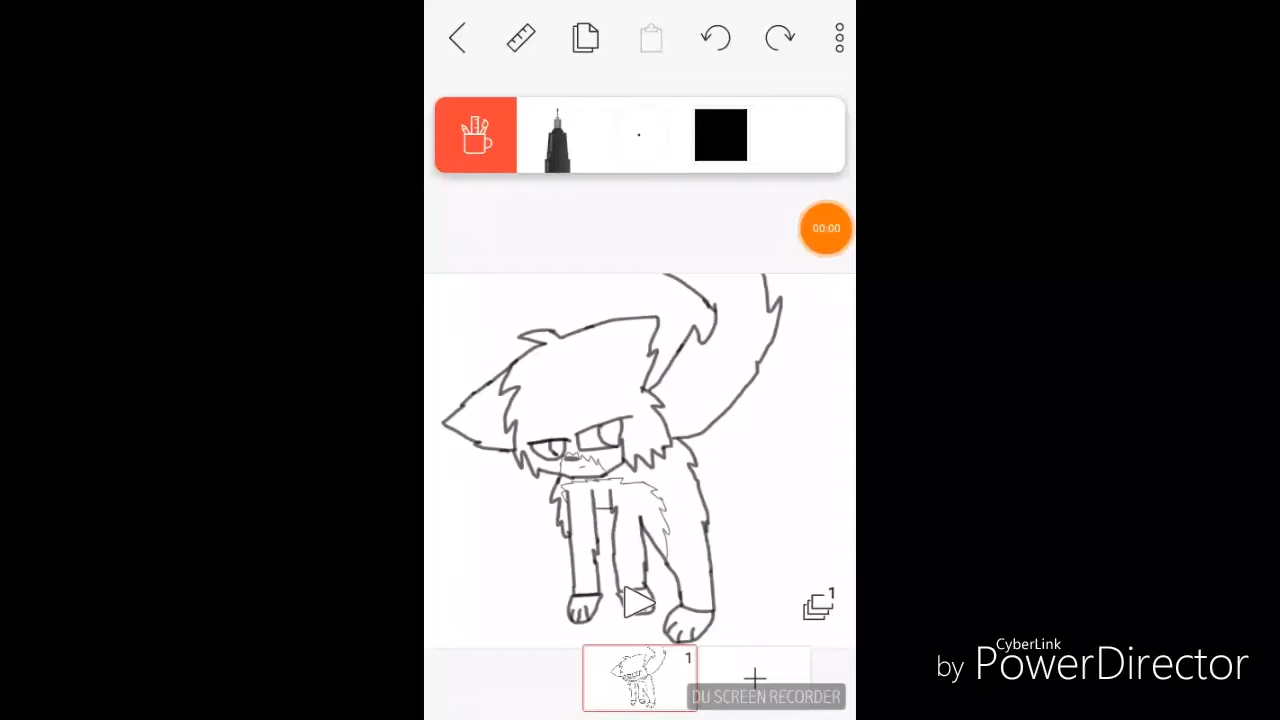 00:00
1
CyberLink
by PowerDirector
1
DU SCREEN RECORDER